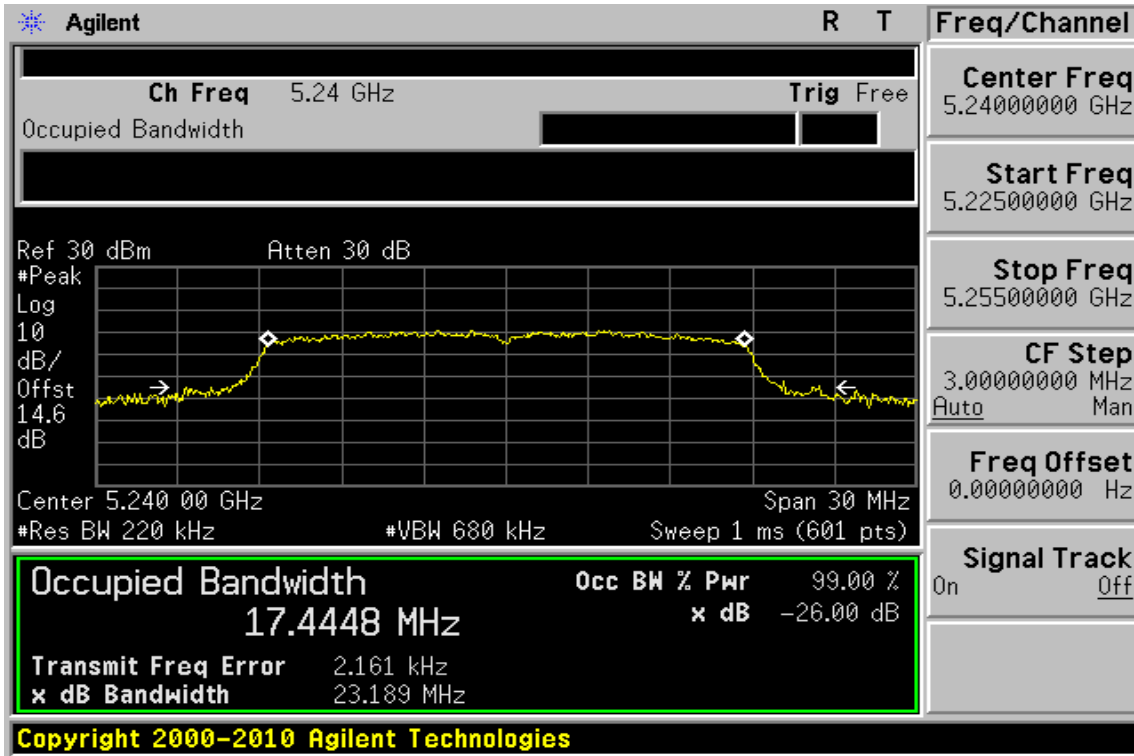 Agilent R T
Ch Freq 5.24 GHz Trig Free
Occupied Bandwidth
Ref 30 dBm Atten 30 dB
#Peak
Log
10
dB/
Offst
14.6
dB
Center 5.240 00 GHz Span 30 MHz
#Res BW 220 kHz #VBW 680 kHz Sweep 1 ms (601 pts)
Occupied Bandwidth
17.4448 MHz
Occ BW % Pwr 99.00 %
x dB -26.00 dB
Transmit Freq Error 2.161 kHz
x dB Bandwidth 23.189 MHz
Copyright 2000-2010 Agilent Technologies
Freq/Channel
Center Freq
5.24000000 GHz
Start Freq
5.22500000 GHz
Stop Freq
5.25500000 GHz
CF Step
3.00000000 MHz
Auto Man
Freq Offset
0.00000000 Hz
Signal Track
On Off